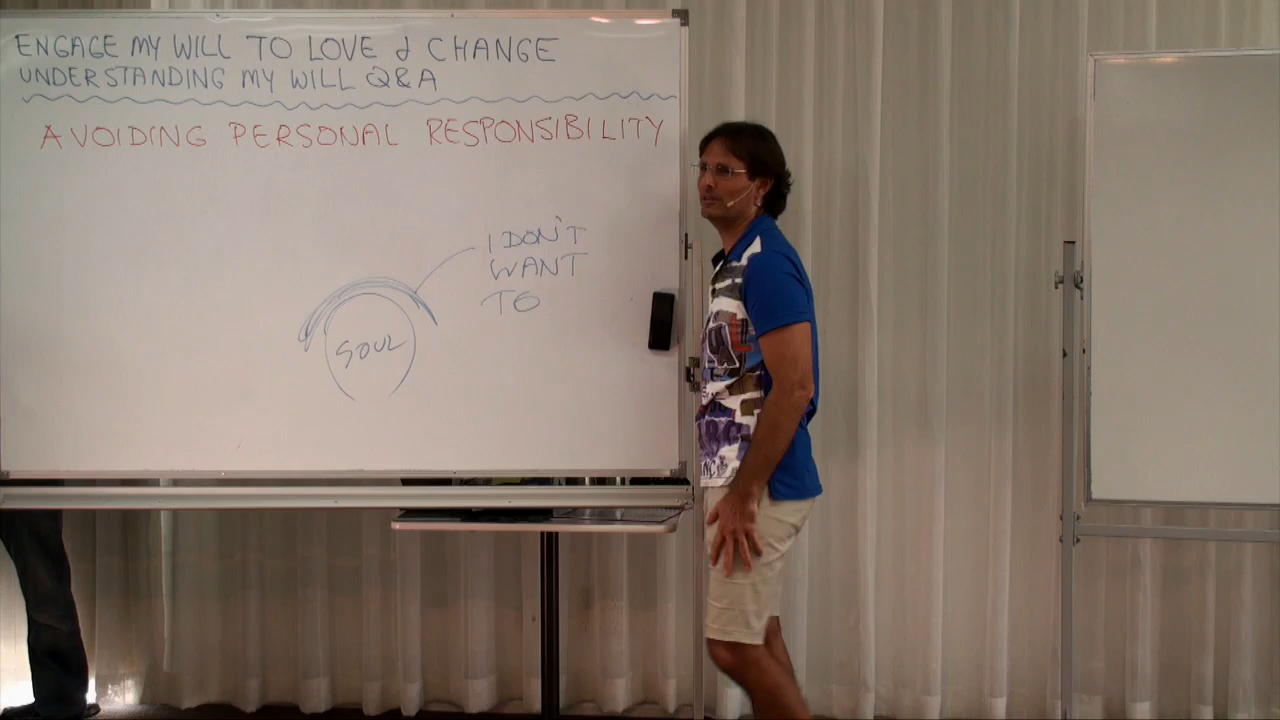 ENGAGE MY WILL TO LOVE & CHANGE
UNDERSTANDING MY WILL Q&A
AVOIDING PERSONAL RESPONSIBILITY
I DON'T
WANT
TO
SOUL